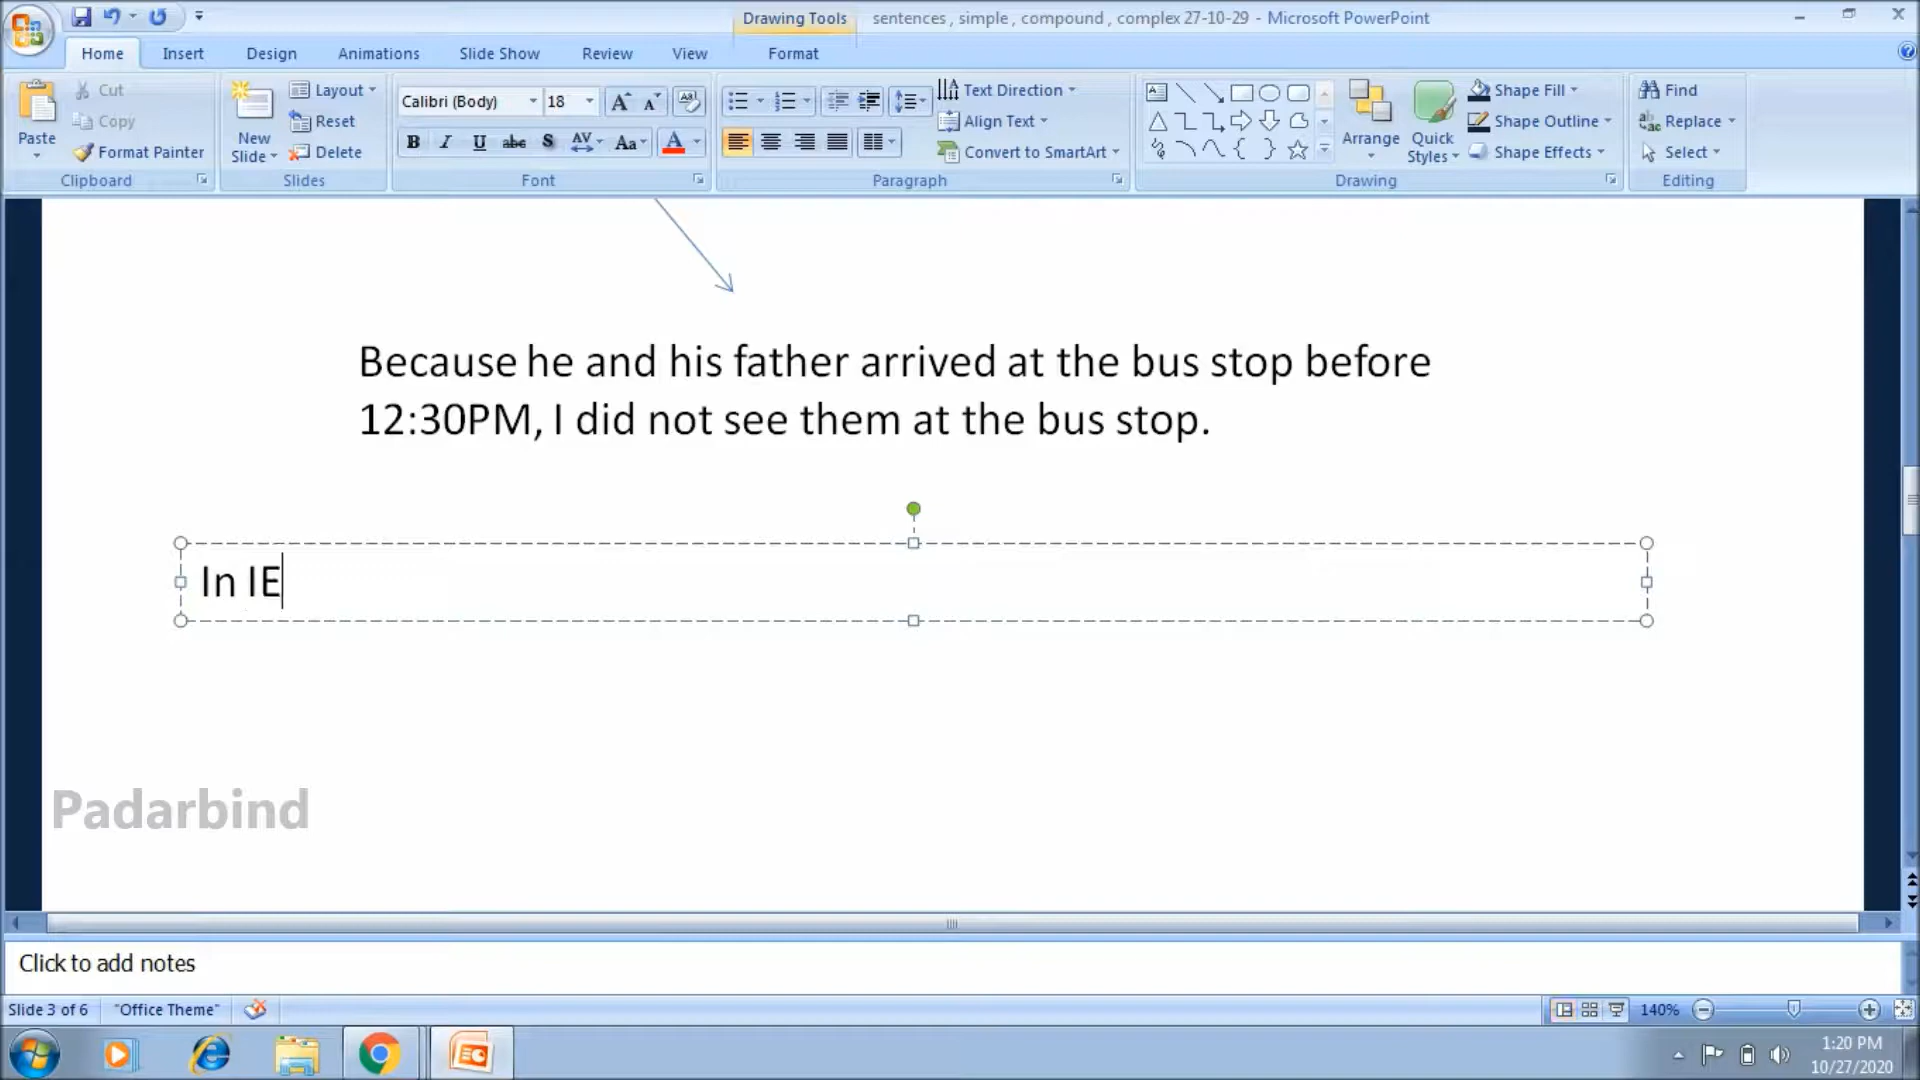 Drawing Tools sentences , simple , compound , complex 27-10-29 - Microsoft PowerPoint
Home Insert Design Animations Slide Show Review View Format
Paste
Cut
Copy
Format Painter
Clipboard
New Slide
Layout
Reset
Delete
Slides
Calibri (Body) 18
B I U abc S AV Aa A
Font
Text Direction
Align Text
Convert to SmartArt
Paragraph
Arrange
Quick Styles
Shape Fill
Shape Outline
Shape Effects
Drawing
Find
Replace
Select
Editing
Because he and his father arrived at the bus stop before
12:30PM, I did not see them at the bus stop.
In IE
Padarbind
Click to add notes
Slide 3 of 6 "Office Theme" 140%
1:20 PM
10/27/2020